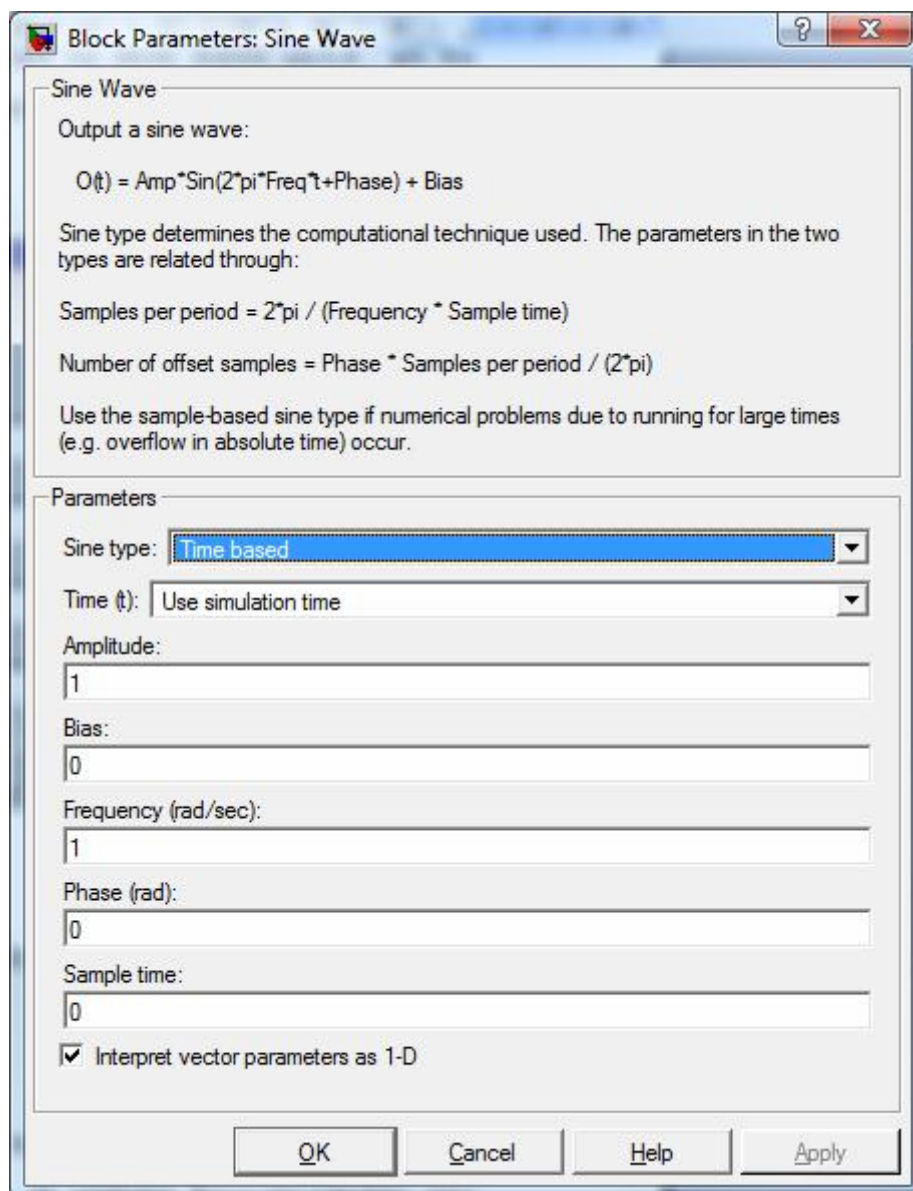 Block Parameters: Sine Wave
?
X
Sine Wave
Output a sine wave:
O(t) = Amp*Sin(2*pi*Freq*t+Phase) + Bias
Sine type determines the computational technique used. The parameters in the two
types are related through:
Samples per period = 2*pi / (Frequency * Sample time)
Number of offset samples = Phase * Samples per period / (2*pi)
Use the sample-based sine type if numerical problems due to running for large times
(e.g. overflow in absolute time) occur.
Parameters
Sine type: Time based
Time (t): Use simulation time
Amplitude:
1
Bias:
0
Frequency (rad/sec):
1
Phase (rad):
0
Sample time:
0
Interpret vector parameters as 1-D
OK Cancel Help Apply